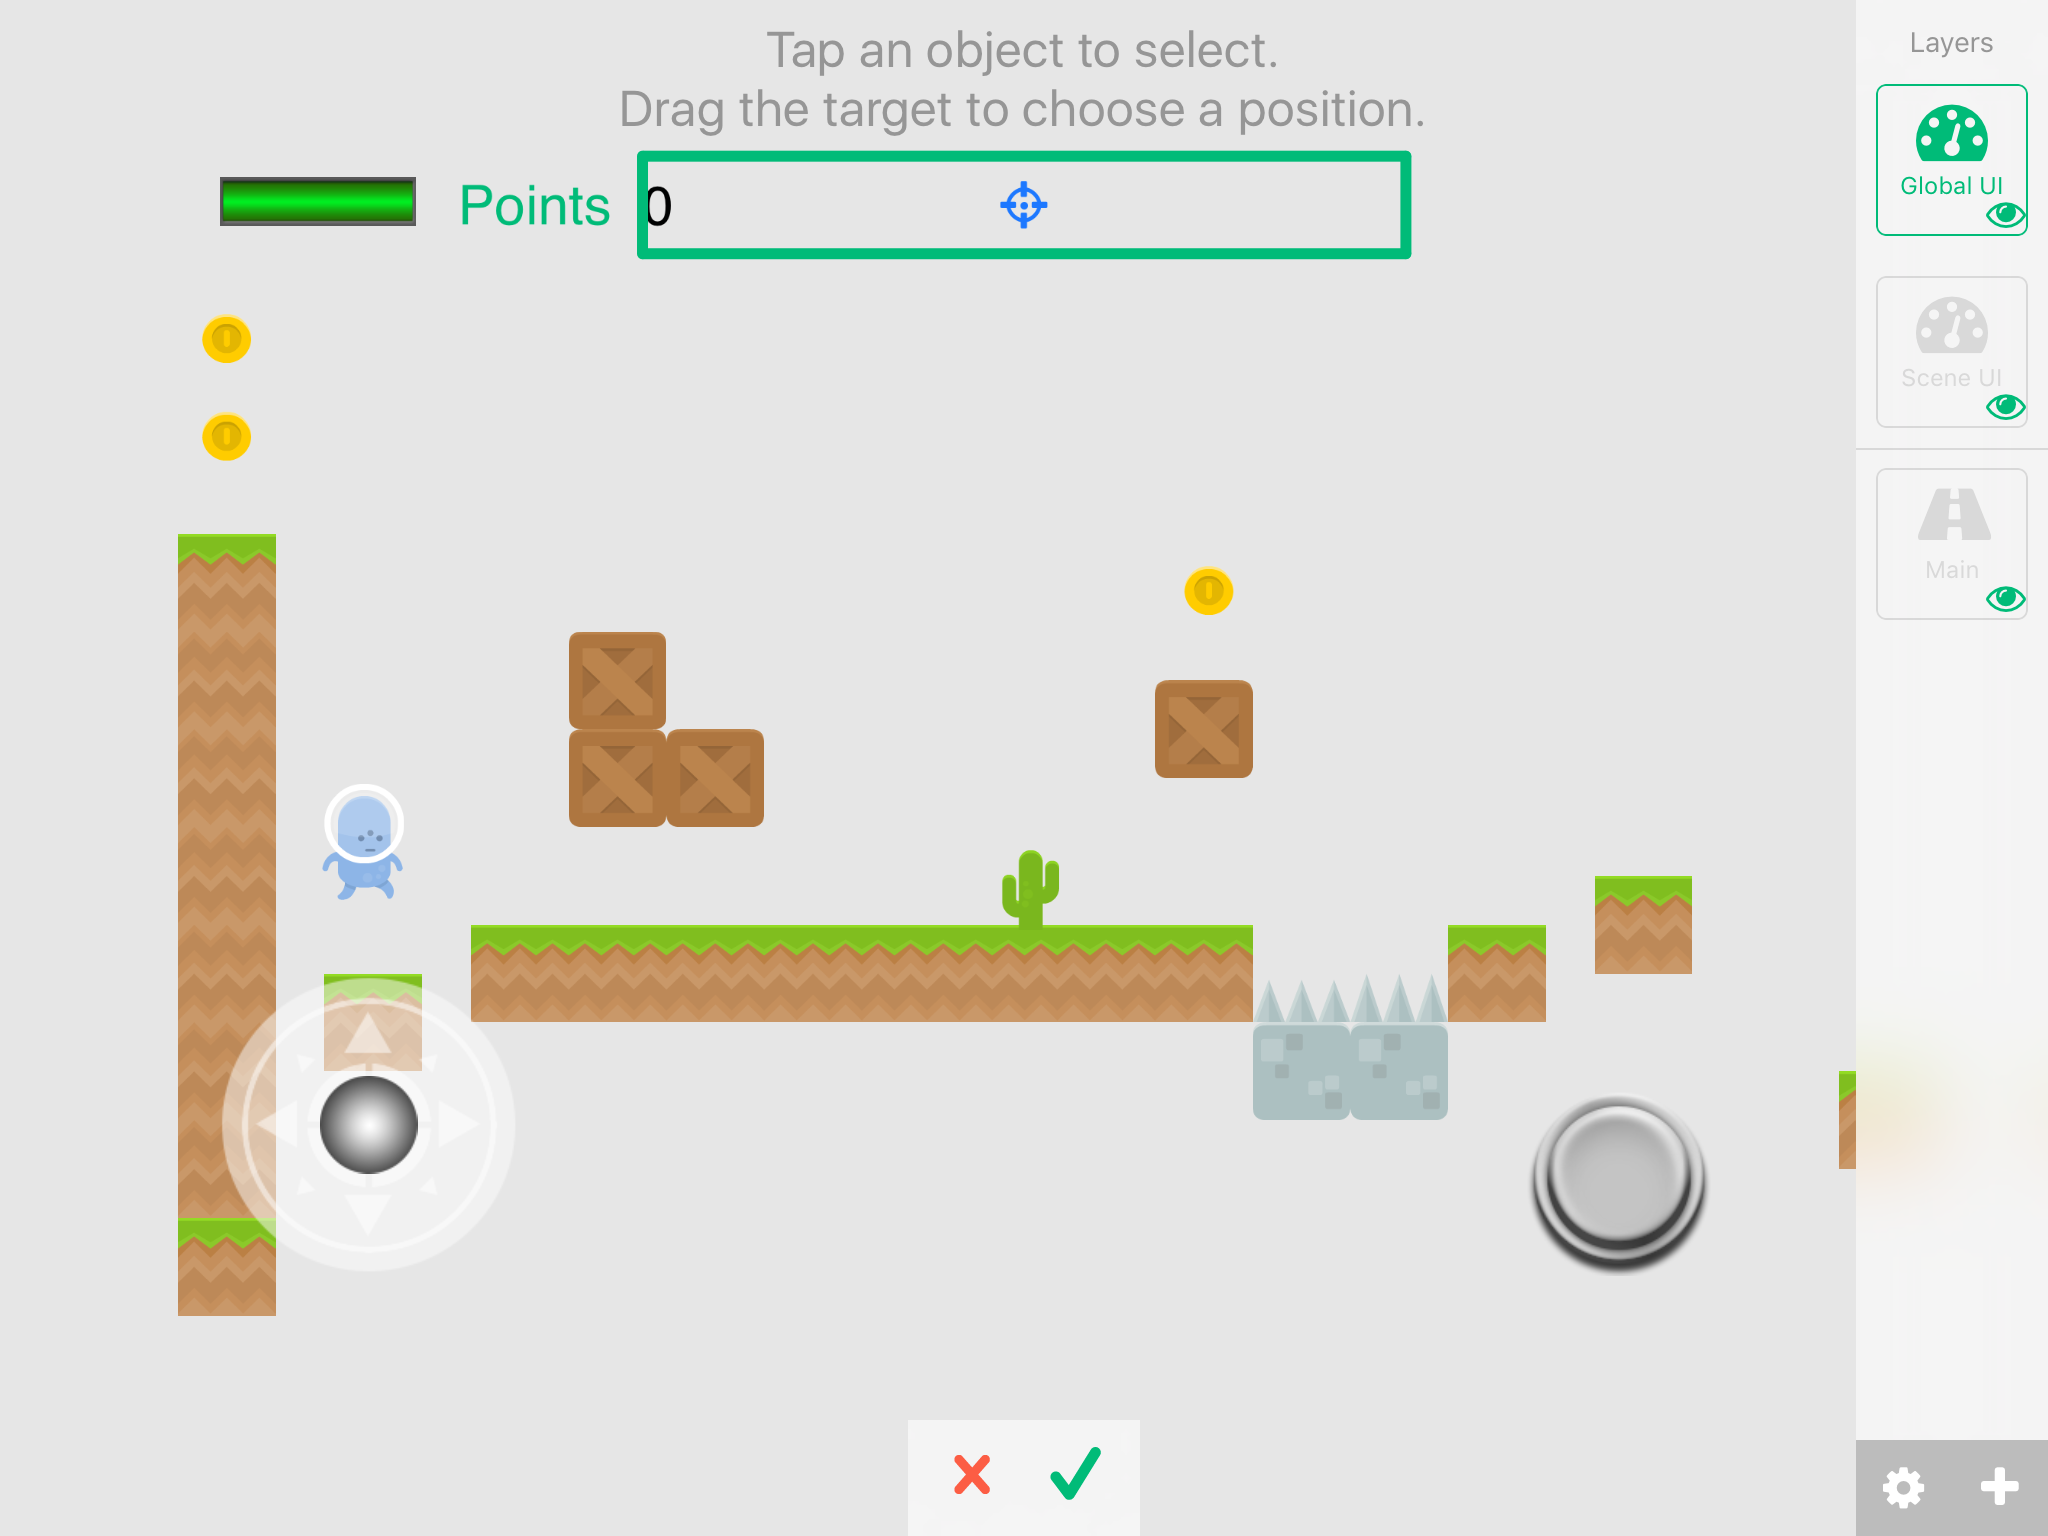 Tap an object to select.
Drag the target to choose a position.
Points 0
Layers
Global UI
Scene UI
Main